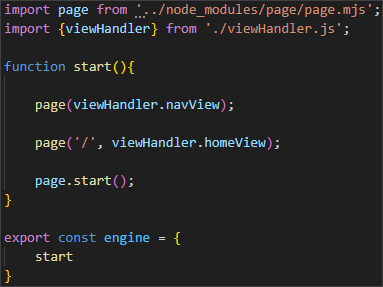 import page from '../node_modules/page/page.mjs';
import {viewHandler} from './viewHandler.js';
function start(){
page(viewHandler.navView);
page('/', viewHandler.homeView);
page.start();
}
export const engine = {
start
}